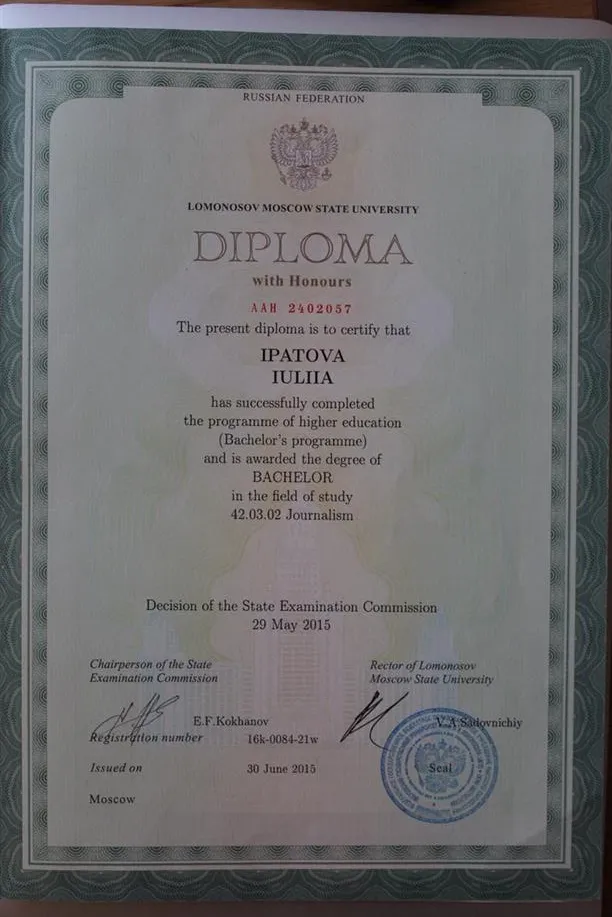 RUSSIAN FEDERATION
LOMONOSOV MOSCOW STATE UNIVERSITY
DIPLOMA
with Honours
ААН 2402057
The present diploma is to certify that
IPATOVA
IULIIA
has successfully completed
the programme of higher education
(Bachelor's programme)
and is awarded the degree of
BACHELOR
in the field of study
42.03.02 Journalism
Decision of the State Examination Commission
29 May 2015
Chairperson of the State
Examination Commission
Rector of Lomonosov
Moscow State University
E.F.Kokhanov
V.A.Sadovnichiy
Registration number 16k-0084-21w
Issued on 30 June 2015
Seal
Moscow